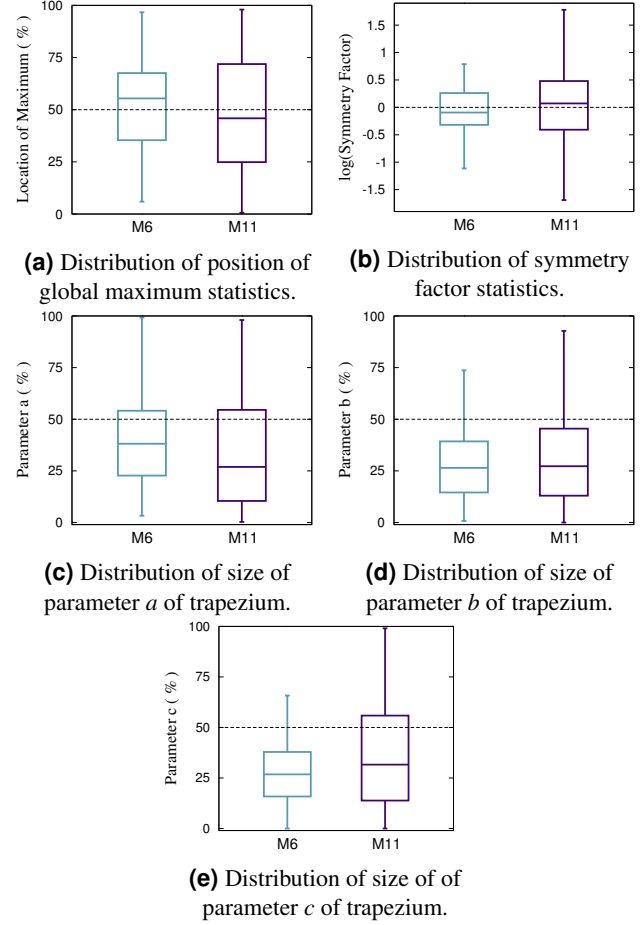 100
75
50
25
0
Location of Maximum ( % )
M6
M11
(a) Distribution of position of
global maximum statistics.
1.5
1
0.5
0
-0.5
-1
-1.5
log(Symmetry Factor)
M6
M11
(b) Distribution of symmetry
factor statistics.
100
75
50
25
0
Parameter a ( % )
M6
M11
(c) Distribution of size of
parameter a of trapezium.
100
75
50
25
0
Parameter b ( % )
M6
M11
(d) Distribution of size of
parameter b of trapezium.
100
75
50
25
0
Parameter c ( % )
M6
M11
(e) Distribution of size of of
parameter c of trapezium.